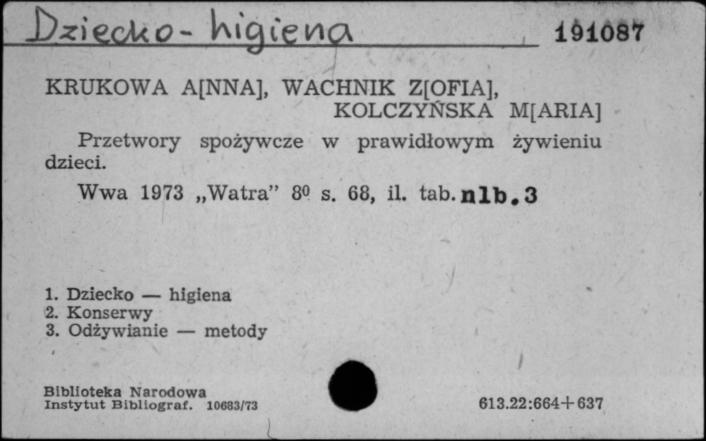 Dziecko - higiena
191087
KRUKOWA A[NNA], WACHNIK Z[OFIA],
KOLCZYŃSKA M[ARIA]
Przetwory spożywcze w prawidłowym żywieniu
dzieci.
Wwa 1973 „Watra” 8⁰ s. 68, il. tab. nlb. 3
1. Dziecko — higiena
2. Konserwy
3. Odżywianie — metody
Biblioteka Narodowa
Instytut Bibliograf. 10683/73
613.22:664+637